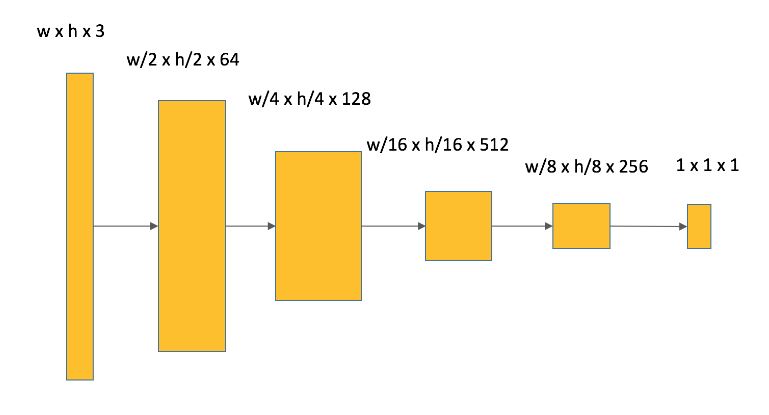 w x h x 3
w/2 x h/2 x 64
w/4 x h/4 x 128
w/16 x h/16 x 512
w/8 x h/8 x 256
1 x 1 x 1